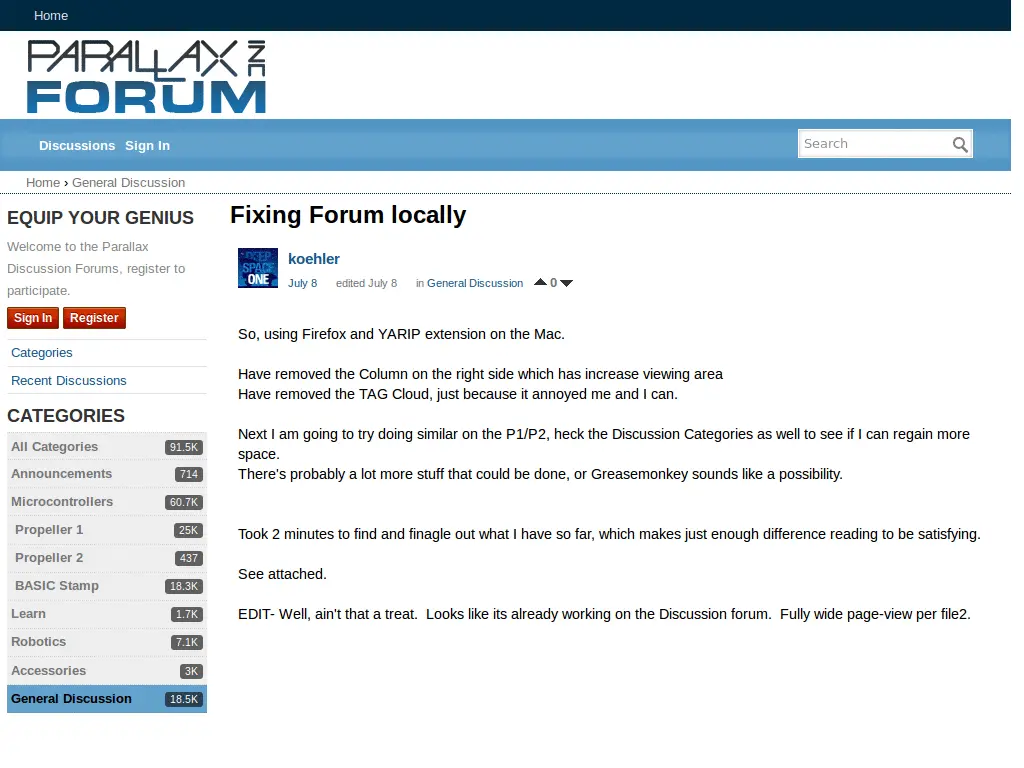 Home
PARALLAX INC
FORUM
Discussions Sign In
Search
Home › General Discussion
EQUIP YOUR GENIUS
Welcome to the Parallax
Discussion Forums, register to
participate.
Sign In Register
Categories
Recent Discussions
CATEGORIES
All Categories 91.5K
Announcements 714
Microcontrollers 60.7K
Propeller 1 25K
Propeller 2 437
BASIC Stamp 18.3K
Learn 1.7K
Robotics 7.1K
Accessories 3K
General Discussion 18.5K
Fixing Forum locally
DEEP
SPACE
ONE
koehler
July 8 edited July 8 in General Discussion 0
So, using Firefox and YARIP extension on the Mac.
Have removed the Column on the right side which has increase viewing area
Have removed the TAG Cloud, just because it annoyed me and I can.
Next I am going to try doing similar on the P1/P2, heck the Discussion Categories as well to see if I can regain more
space.
There's probably a lot more stuff that could be done, or Greasemonkey sounds like a possibility.
Took 2 minutes to find and finagle out what I have so far, which makes just enough difference reading to be satisfying.
See attached.
EDIT- Well, ain't that a treat.  Looks like its already working on the Discussion forum.  Fully wide page-view per file2.